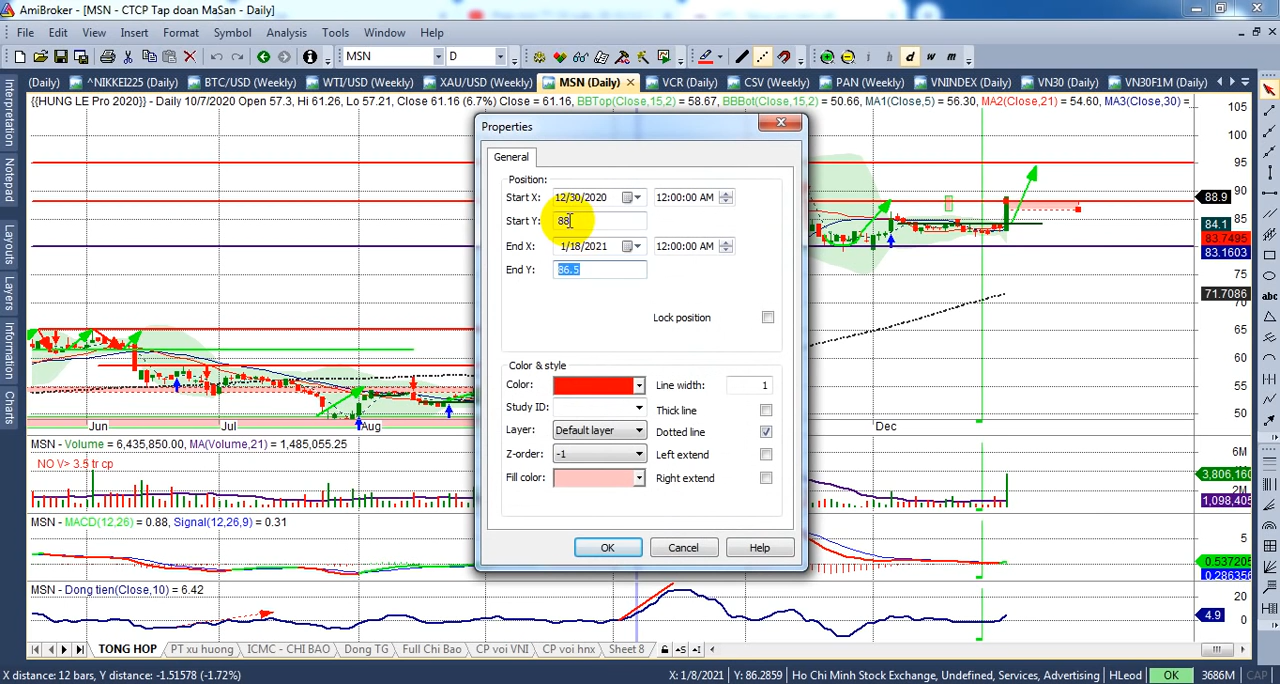 AmiBroker - [MSN - CTCP Tap doan MaSan - Daily]
File Edit View Insert Format Symbol Analysis Tools Window Help
MSN D i h d w m
(Daily) ^NIKKEI225 (Daily) BTC/USD (Weekly) WTI/USD (Weekly) XAU/USD (Weekly) MSN (Daily) VCR (Daily) CSV (Weekly) PAN (Weekly) VNINDEX (Daily) VN30 (Daily) VN30F1M (Daily)
{{HUNG LE Pro 2020}} - Daily 10/7/2020 Open 57.3, Hi 61.26, Lo 57.21, Close 61.16 (6.7%) Close = 61.16, BBTop(Close,15,2) = 58.67, BBBot(Close,15,2) = 50.66, MA1(Close,5) = 56.30, MA2(Close,21) = 54.60, MA3(Close,30) =
Interpretation
Notepad
Layouts
Layers
Information
Charts
Properties
General
Position:
Start X: 12/30/2020 12:00:00 AM
Start Y: 88
End X: 1/18/2021 12:00:00 AM
End Y: 86.5
Lock position
Color & style
Color: Line width: 1
Study ID: Thick line
Layer: Default layer Dotted line
Z-order: -1 Left extend
Fill color: Right extend
OK Cancel Help
105
100
95
90
88.9
85
84.1
83.7495
83.1603
75
71.7086
65
60
55
50
abc
Jun Jul Aug Dec
MSN - Volume = 6,435,850.00, MA(Volume,21) = 1,485,055.25
NO V> 3.5 tr cp
6M
3,806,160
2M
1,098,405
MSN - MACD(12,26) = 0.88, Signal(12,26,9) = 0.31
5
0.537205
0.286356
MSN - Dong tien(Close,10) = 6.42
20
4.9
0
TONG HOP PT xu huong ICMC - CHI BAO Dong TG Full Chi Bao CP voi VNI CP voi hnx Sheet 8
X distance: 12 bars, Y distance: -1.51578 (-1.72%) X: 1/8/2021 Y: 86.2859 Ho Chi Minh Stock Exchange, Undefined, Services, Advertising HLeod OK 3686M CAP